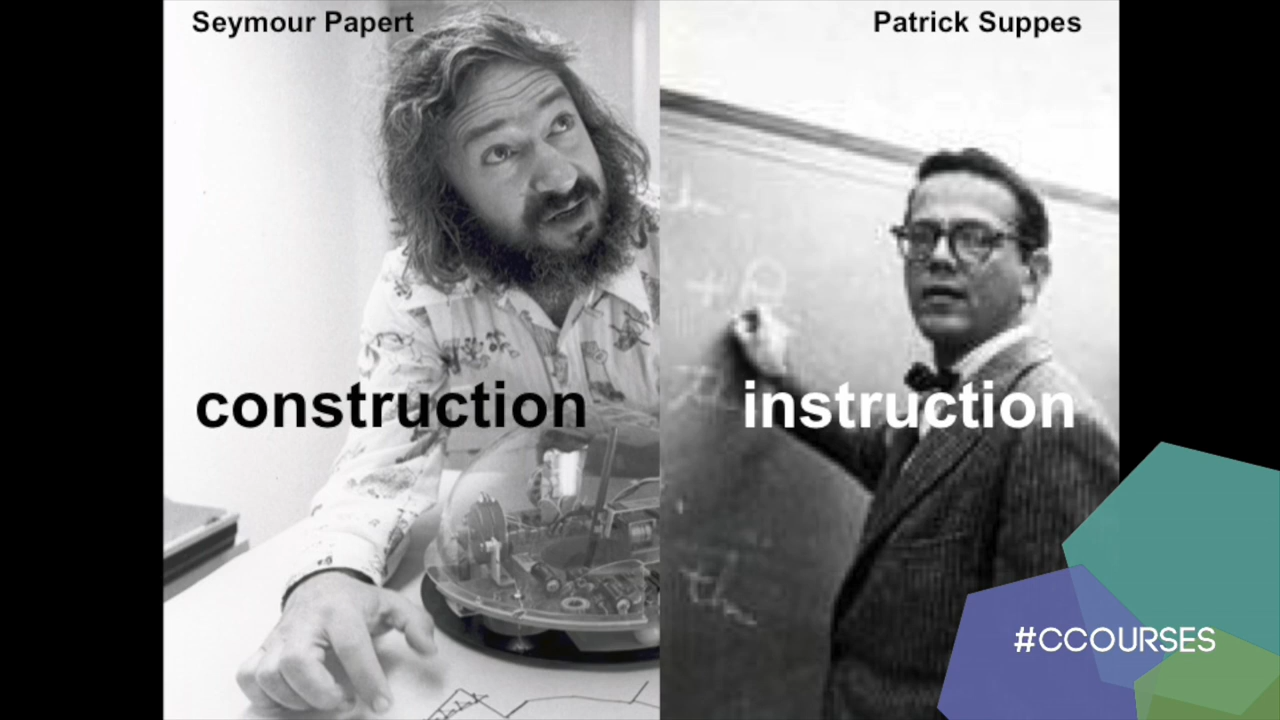 Seymour Papert
Patrick Suppes
construction
instruction
#CCOURSES